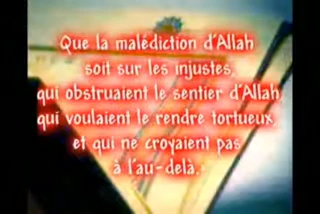 Que la malédiction d'Allah
soit sur les injustes,
qui obstruaient le sentier d'Allah
qui voulaient le rendre tortueux,
et qui ne croyaient pas
à l'au-delà.